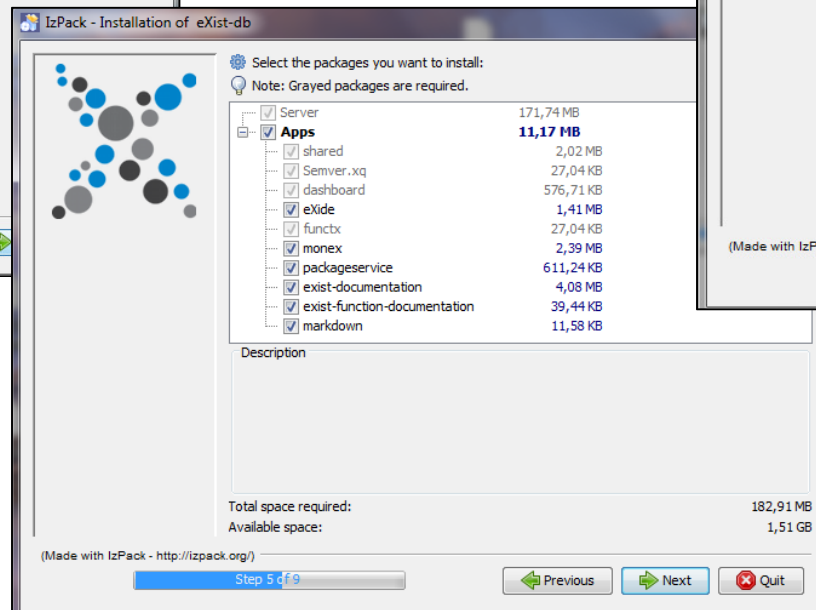 IzPack - Installation of eXist-db
Select the packages you want to install:
Note: Grayed packages are required.
Server 171,74 MB
Apps 11,17 MB
shared 2,02 MB
Semver.xq 27,04 KB
dashboard 576,71 KB
eXide 1,41 MB
functx 27,04 KB
monex 2,39 MB
packageservice 611,24 KB
exist-documentation 4,08 MB
exist-function-documentation 39,44 KB
markdown 11,58 KB
Description
Total space required: 182,91 MB
Available space: 1,51 GB
(Made with IzPack - http://izpack.org/)
Step 5 of 9
Previous Next Quit
(Made with IzP